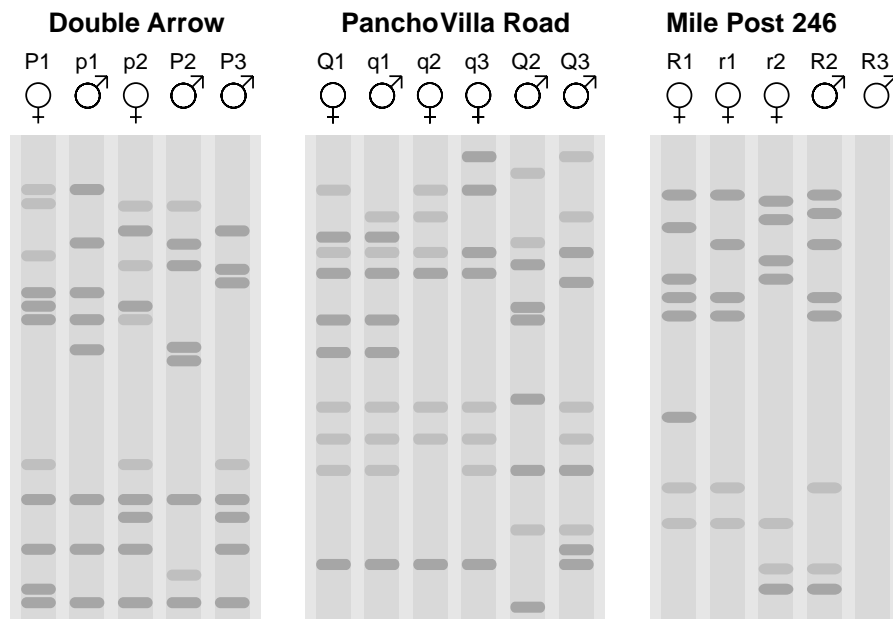 Double Arrow PanchoVilla Road Mile Post 246
P1 p1 p2 P2 P3 Q1 q1 q2 q3 Q2 Q3 R1 r1 r2 R2 R3
♀ ♂ ♀ ♂ ♂ ♀ ♂ ♀ ♀ ♂ ♂ ♀ ♀ ♀ ♂ ♂